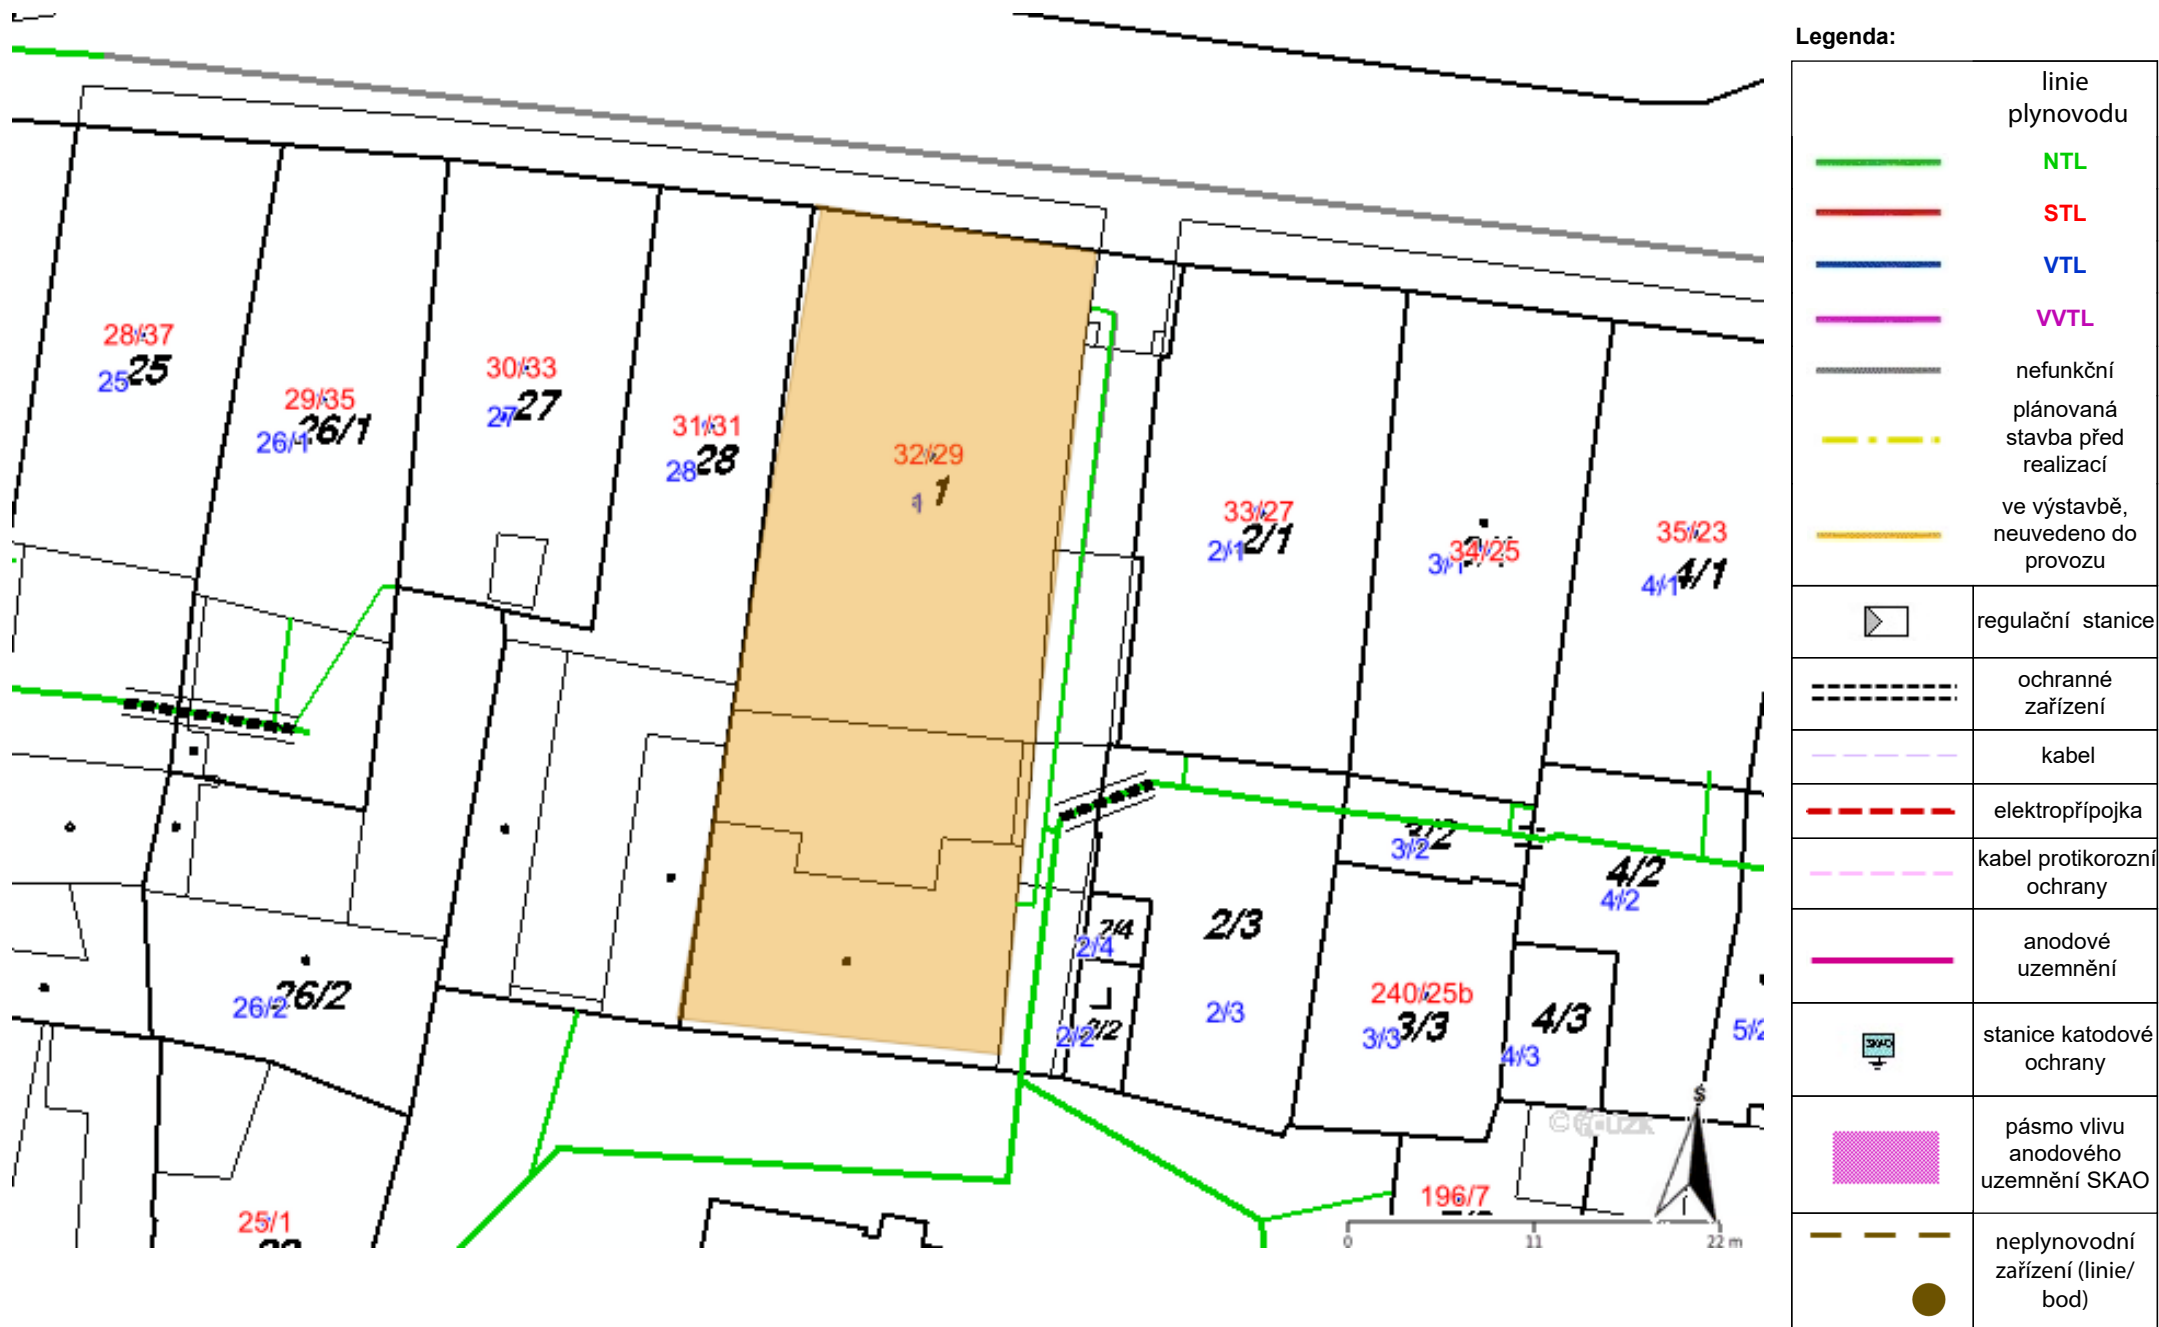 28/37
25
25
29/35
26/1
26/1
30/33
27
27
31/31
28
28
32/29
1
1
33/27
2/1
2/1
34/25
3/1
35/23
4/1
4/1
3/2
3/2
4/2
4/2
2/4
2/4
2/3
2/3
2/2
2/2
240/25b
3/3
3/3
4/3
4/3
5/2
26/2
26/2
25/1
196/7
S
0 11 22 m
Legenda:
linie
plynovodu
NTL
STL
VTL
VVTL
nefunkční
plánovaná
stavba před
realizací
ve výstavbě,
neuvedeno do
provozu
regulační stanice
ochranné
zařízení
kabel
elektropřípojka
kabel protikorozní
ochrany
anodové
uzemnění
SKAO
stanice katodové
ochrany
pásmo vlivu
anodového
uzemnění SKAO
neplynovodní
zařízení (linie/
bod)